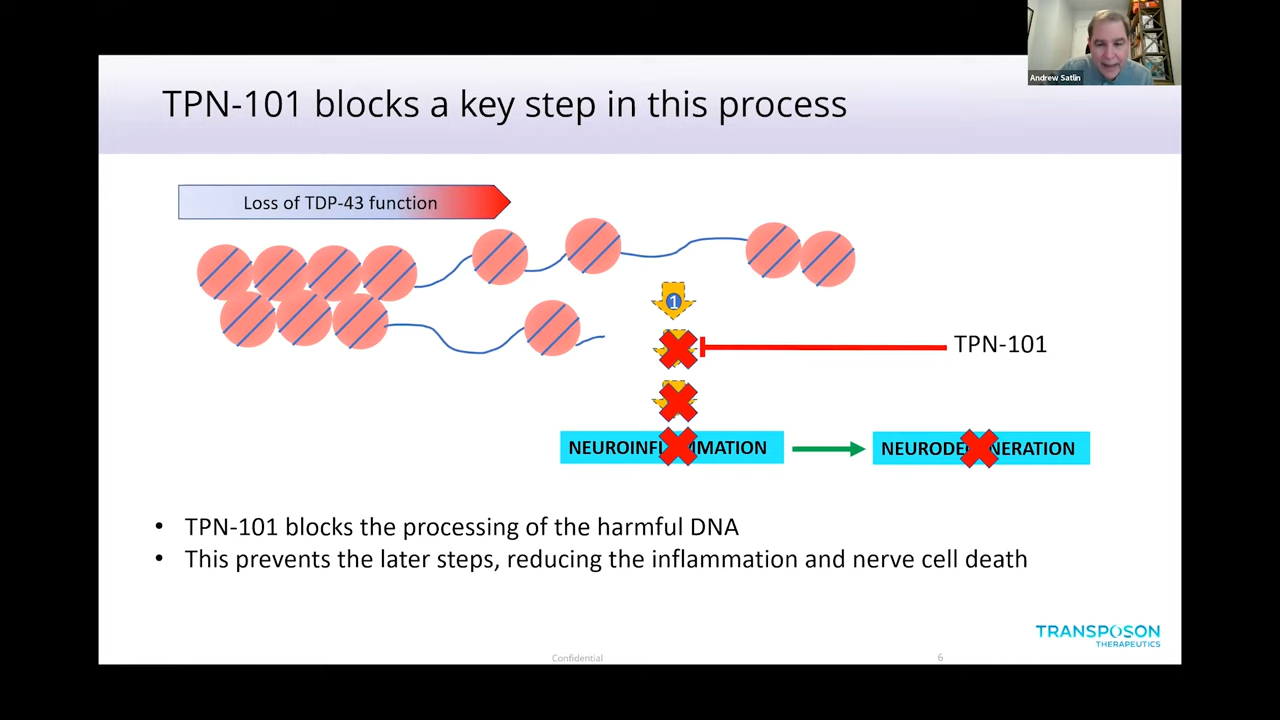 Andrew Satlin
TPN-101 blocks a key step in this process
Loss of TDP-43 function
1
TPN-101
NEUROINFLAMMATION
NEURODEGENERATION
• TPN-101 blocks the processing of the harmful DNA
• This prevents the later steps, reducing the inflammation and nerve cell death
TRANSPOSON
THERAPEUTICS
Confidential
6